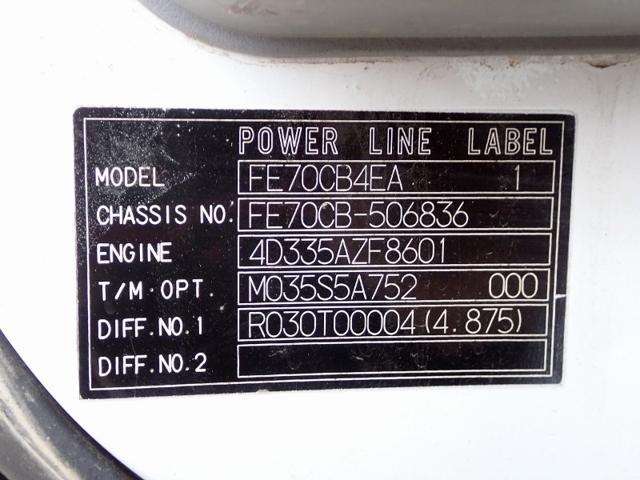 POWER LINE LABEL
MODEL FE70CB4EA 1
CHASSIS NO. FE70CB-506836
ENGINE 4D335AZF8601
T/M OPT. M035S5A752 000
DIFF.NO.1 R030T00004(4.875)
DIFF.NO.2